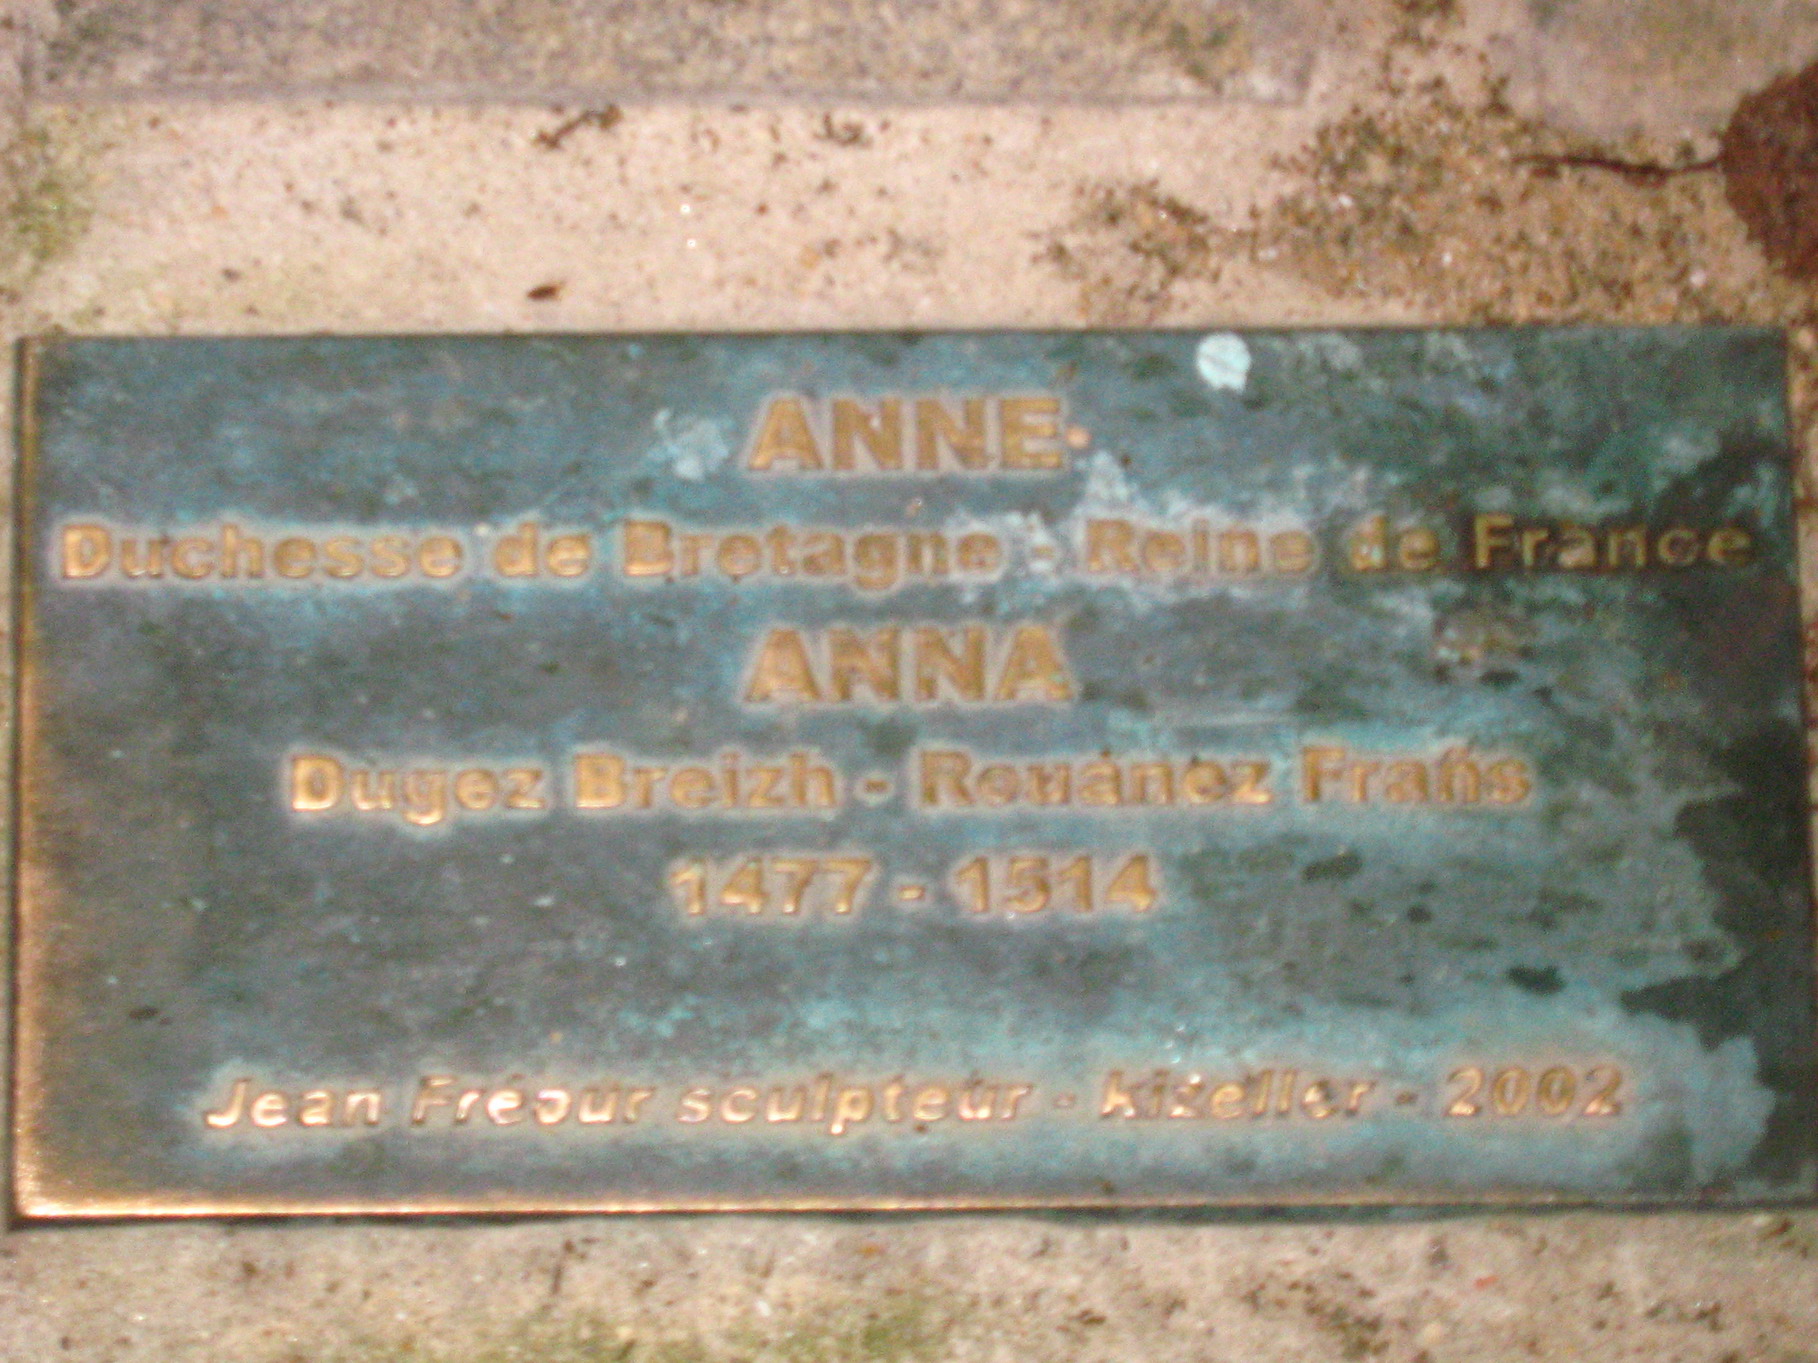 ANNE
Duchesse de Bretagne - Reine de France
ANNA
Dugez Breizh - Rouanez Frañs
1477 - 1514
Jean Fréour sculpteur - kizeller - 2002